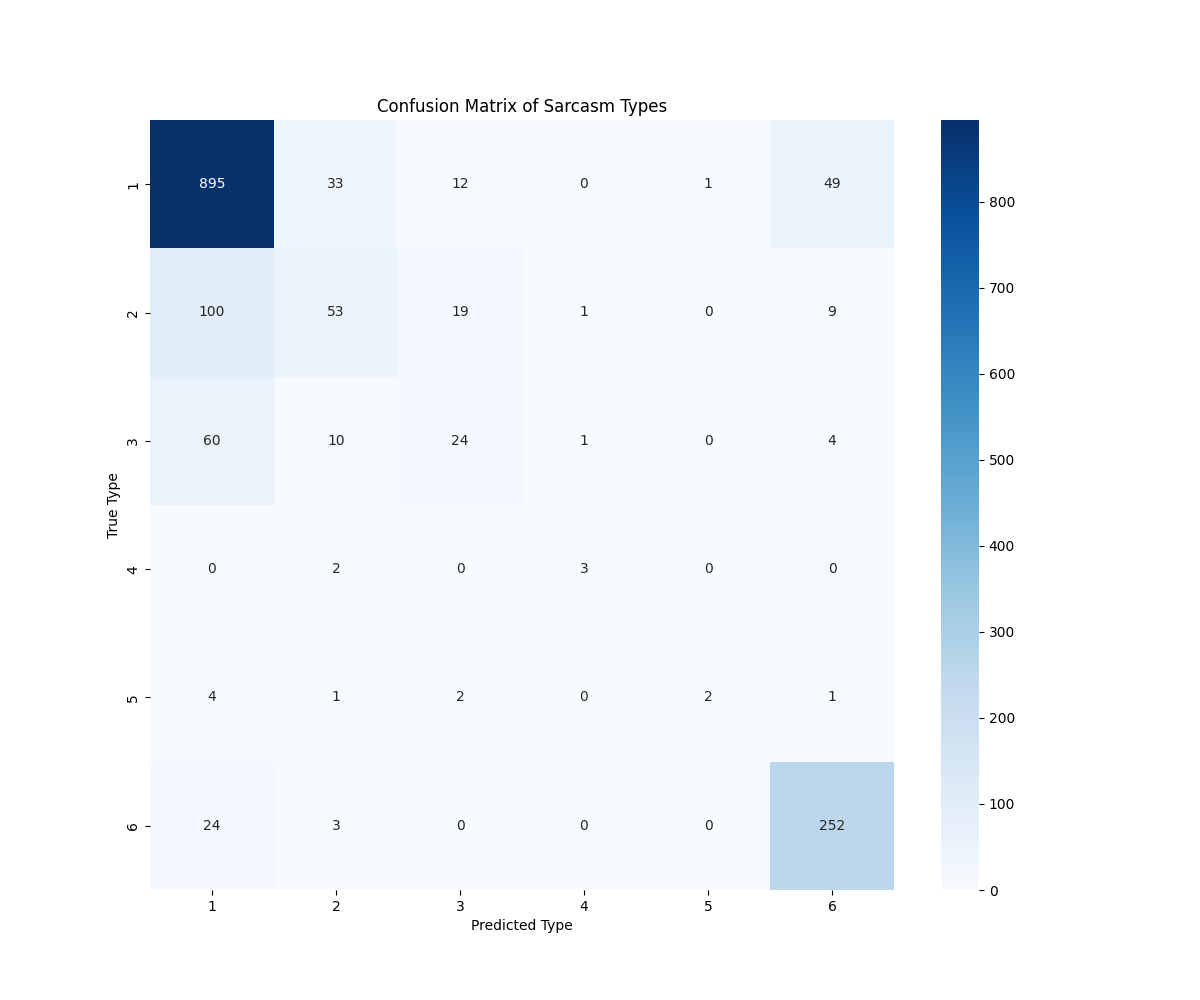 Confusion Matrix of Sarcasm Types
1 895 33 12 0 1 49
2 100 53 19 1 0 9
3 60 10 24 1 0 4
4 0 2 0 3 0 0
5 4 1 2 0 2 1
6 24 3 0 0 0 252
1 2 3 4 5 6
Predicted Type
True Type
800
700
600
500
400
300
200
100
0